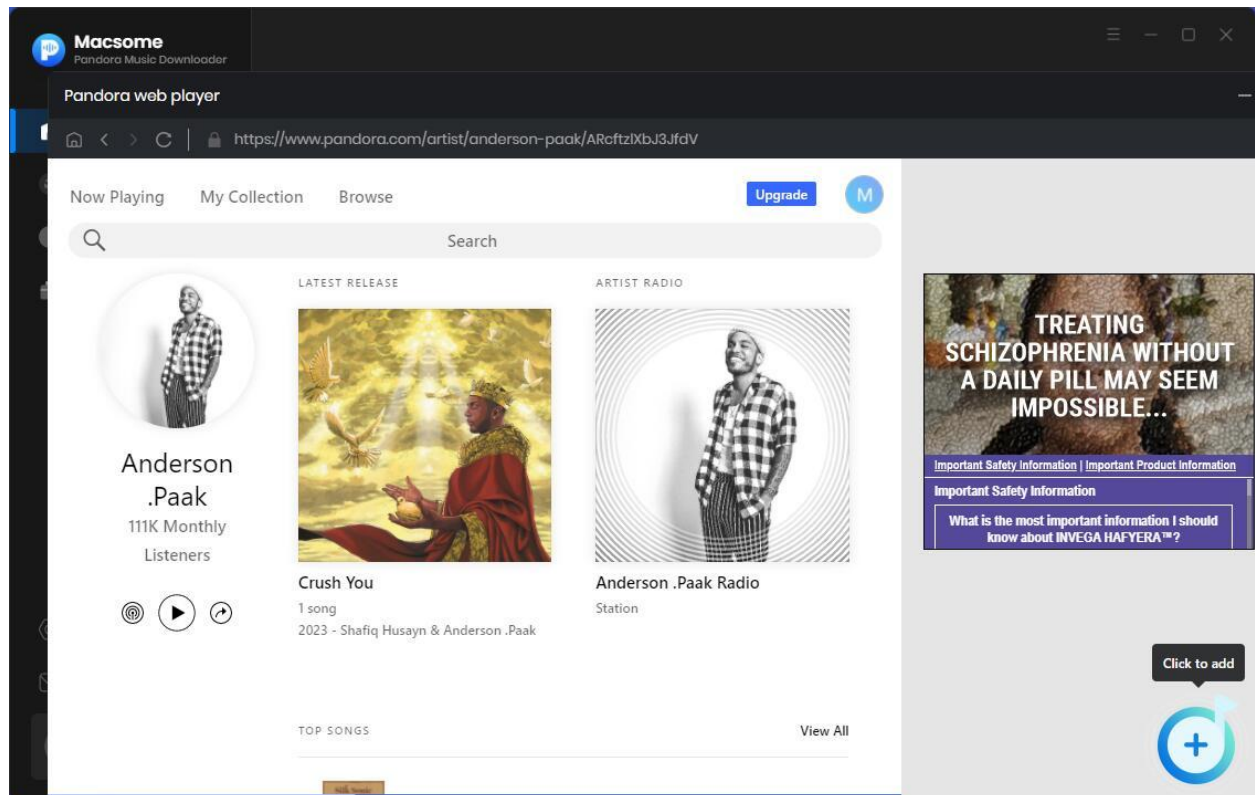 Macsome
Pandora Music Downloader
Pandora web player
https://www.pandora.com/artist/anderson-paak/ARcftzlXbJ3JfdV
Now Playing My Collection Browse
Upgrade
M
Search
LATEST RELEASE
ARTIST RADIO
Anderson
.Paak
111K Monthly
Listeners
Crush You
1 song
2023 - Shafiq Husayn & Anderson .Paak
Anderson .Paak Radio
Station
TOP SONGS
View All
Silk Sonic
TREATING
SCHIZOPHRENIA WITHOUT
A DAILY PILL MAY SEEM
IMPOSSIBLE...
Important Safety Information | Important Product Information
Important Safety Information
What is the most important information I should
know about INVEGA HAFYERA™?
Click to add